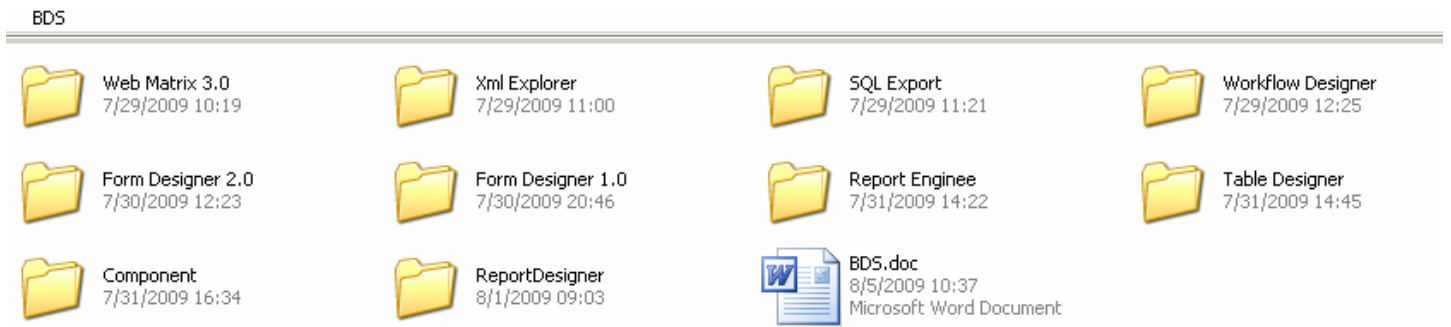 BDS
Web Matrix 3.0
7/29/2009 10:19
Xml Explorer
7/29/2009 11:00
SQL Export
7/29/2009 11:21
Workflow Designer
7/29/2009 12:25
Form Designer 2.0
7/30/2009 12:23
Form Designer 1.0
7/30/2009 20:46
Report Enginee
7/31/2009 14:22
Table Designer
7/31/2009 14:45
Component
7/31/2009 16:34
ReportDesigner
8/1/2009 09:03
BDS.doc
8/5/2009 10:37
Microsoft Word Document